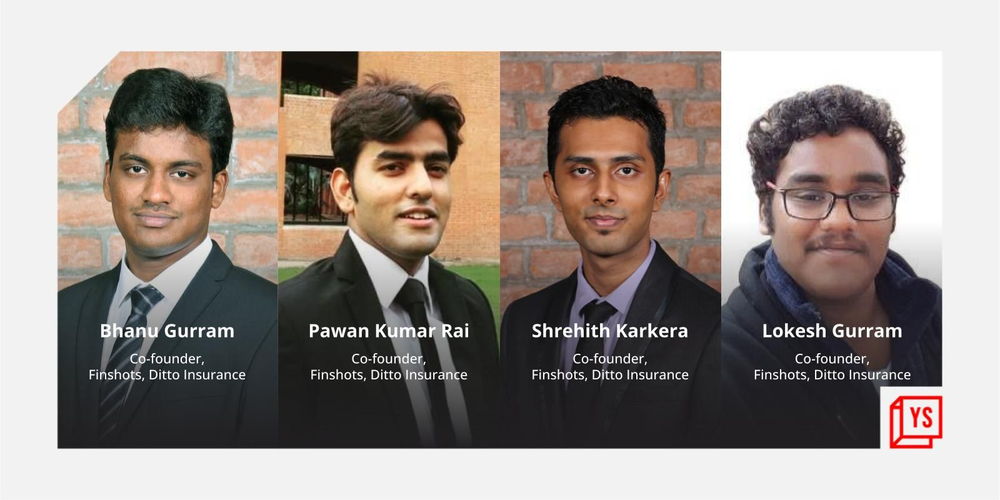 Bhanu Gurram
Co-founder,
Finshots, Ditto Insurance
Pawan Kumar Rai
Co-founder,
Finshots, Ditto Insurance
Shrehith Karkera
Co-founder,
Finshots, Ditto Insurance
Lokesh Gurram
Co-founder,
Finshots, Ditto Insurance
YS